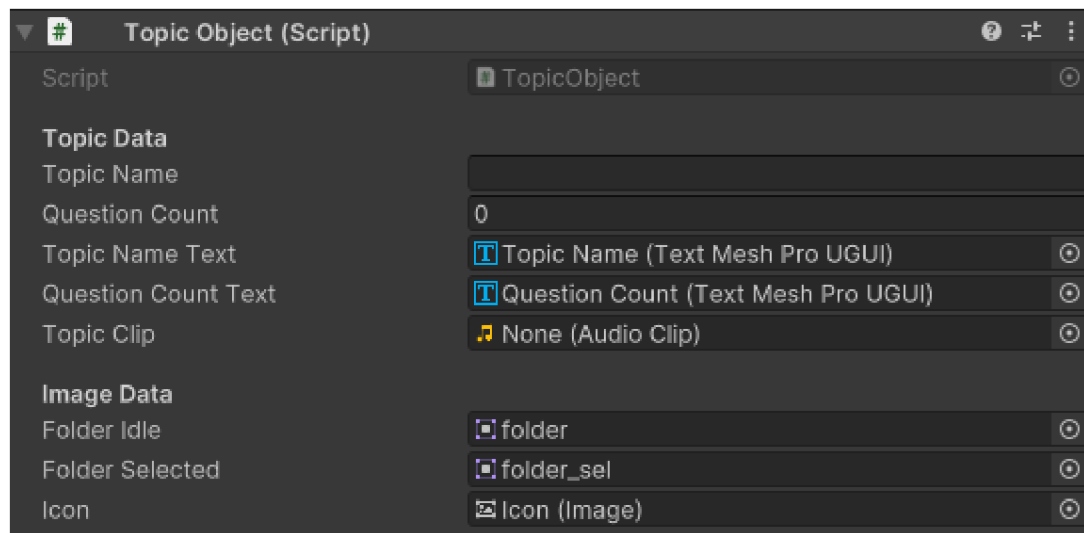 Topic Object (Script)
Script TopicObject
Topic Data
Topic Name
Question Count 0
Topic Name Text Topic Name (Text Mesh Pro UGUI)
Question Count Text Question Count (Text Mesh Pro UGUI)
Topic Clip None (Audio Clip)
Image Data
Folder Idle folder
Folder Selected folder_sel
Icon Icon (Image)